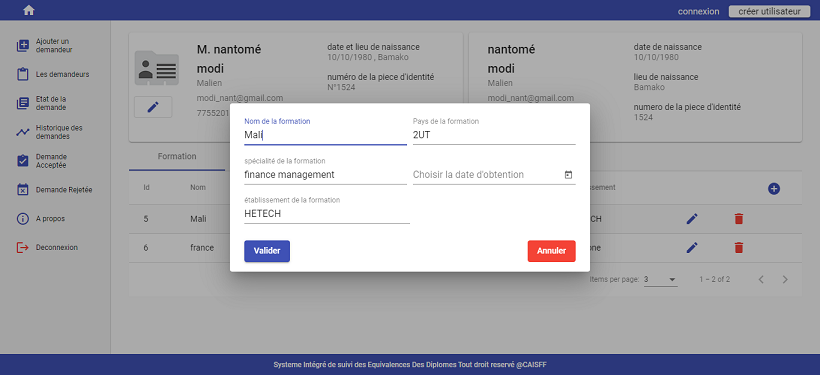 connexion
créer utilisateur
Ajouter un
demandeur
Les demandeurs
Etat de la
demande
Historique des
demandes
Demande
Acceptée
Demande Rejetée
A propos
Deconnexion
M. nantomé
modi
Malien
modi_nant@gmail.com
775520
date et lieu de naissance
10/10/1980 , Bamako
numéro de la piece d'identité
N°1524
nantomé
modi
Malien
modi_nant@gmail.com
date de naissance
10/10/1980
lieu de naissance
Bamako
numero de la piece d'identité
1524
Formation
Id
Nom
ssement
5
Mali
CH
6
france
ne
Items per page:
3
1 – 2 of 2
Nom de la formation
Mali
Pays de la formation
2UT
spécialité de la formation
finance management
Choisir la date d'obtention
établissement de la formation
HETECH
Valider
Annuler
Systeme Intégré de suivi des Equivalences Des Diplomes Tout droit reservé @CAISFF